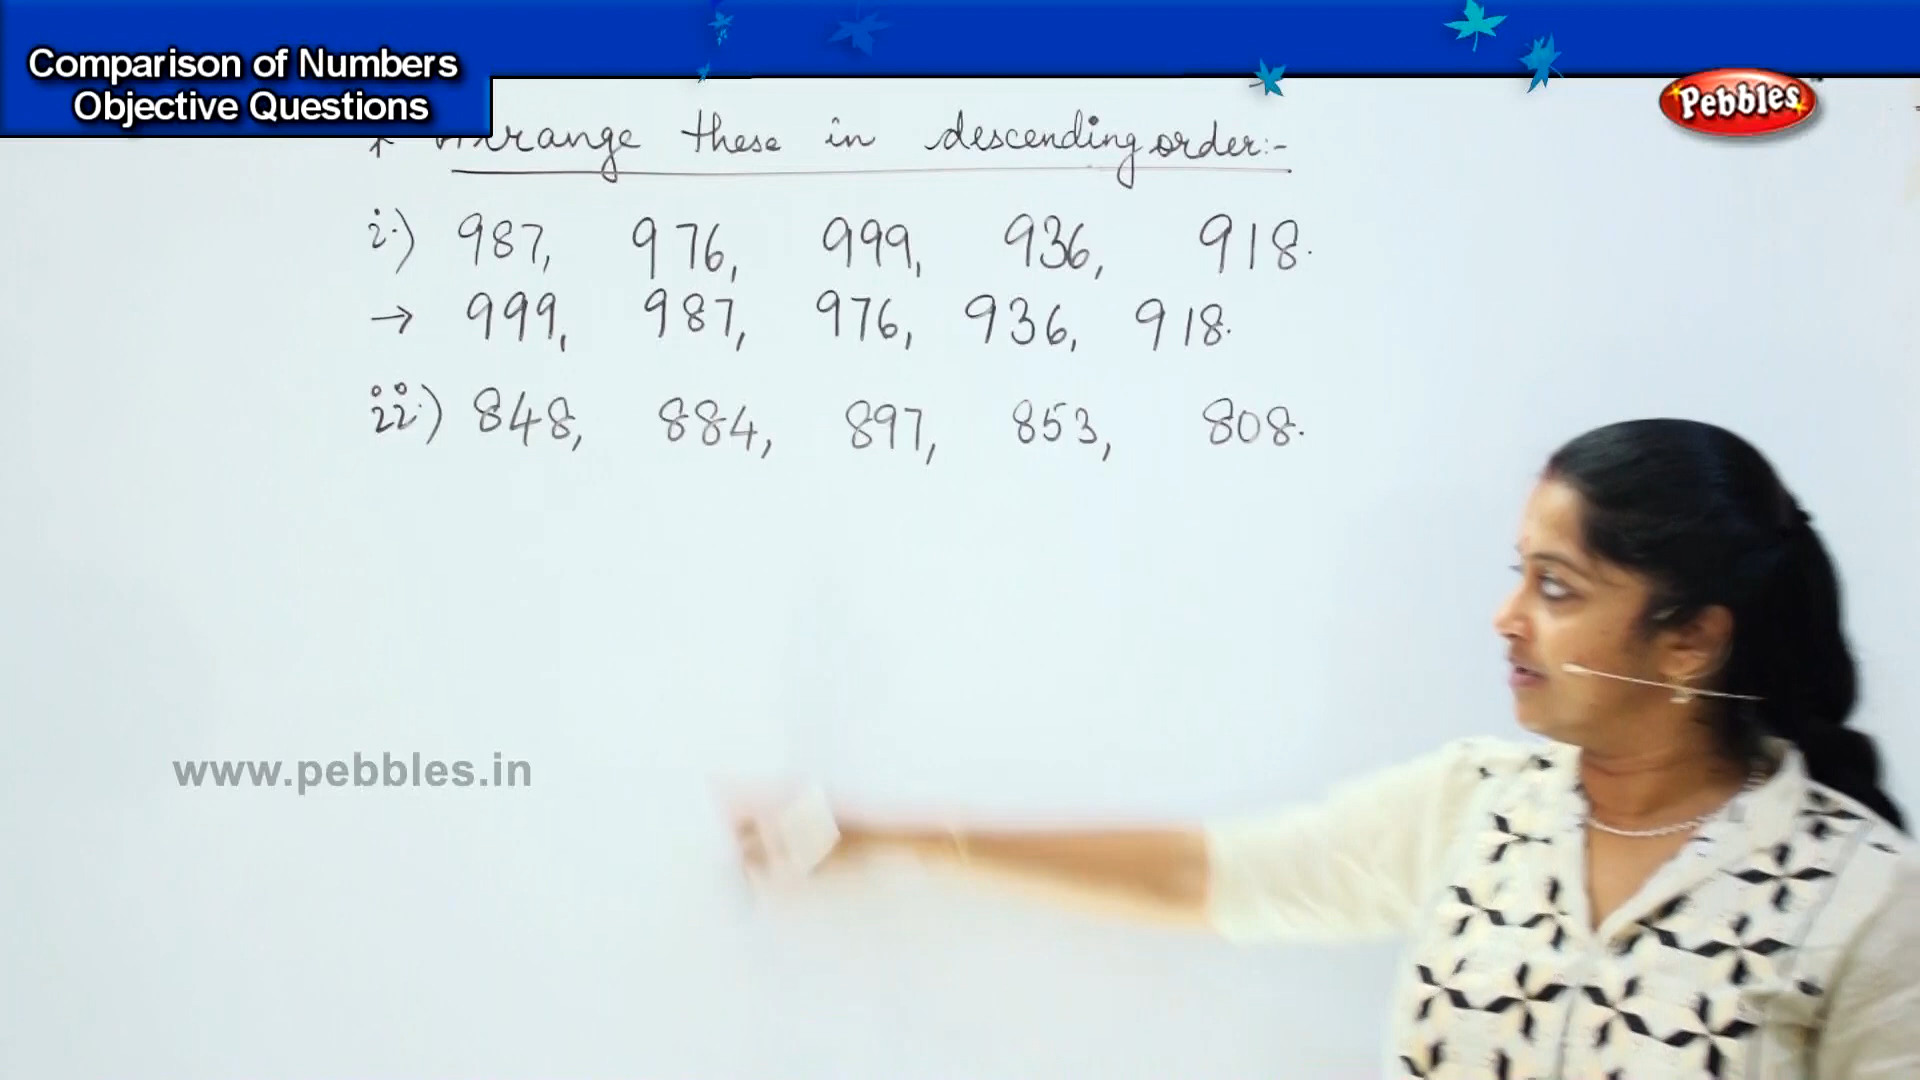 Comparison of Numbers
Objective Questions
Pebbles
Arrange these in descending order:-
i.) 987, 976, 999, 936, 918.
→ 999, 987, 976, 936, 918.
ii.) 848, 884, 897, 853, 808.
www.pebbles.in